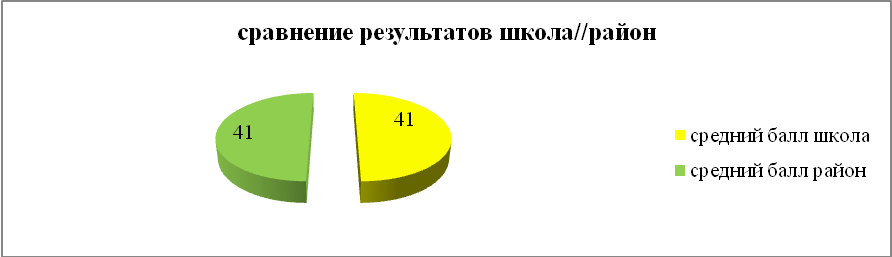 сравнение результатов школа//район
41
41
средний балл школа
средний балл район